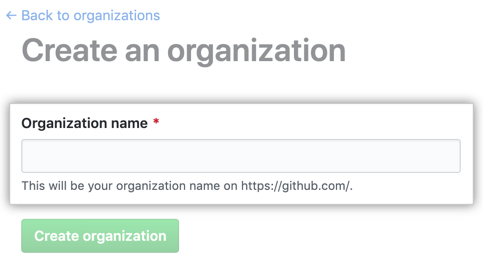 ← Back to organizations
Create an organization
Organization name *
This will be your organization name on https://github.com/.
Create organization